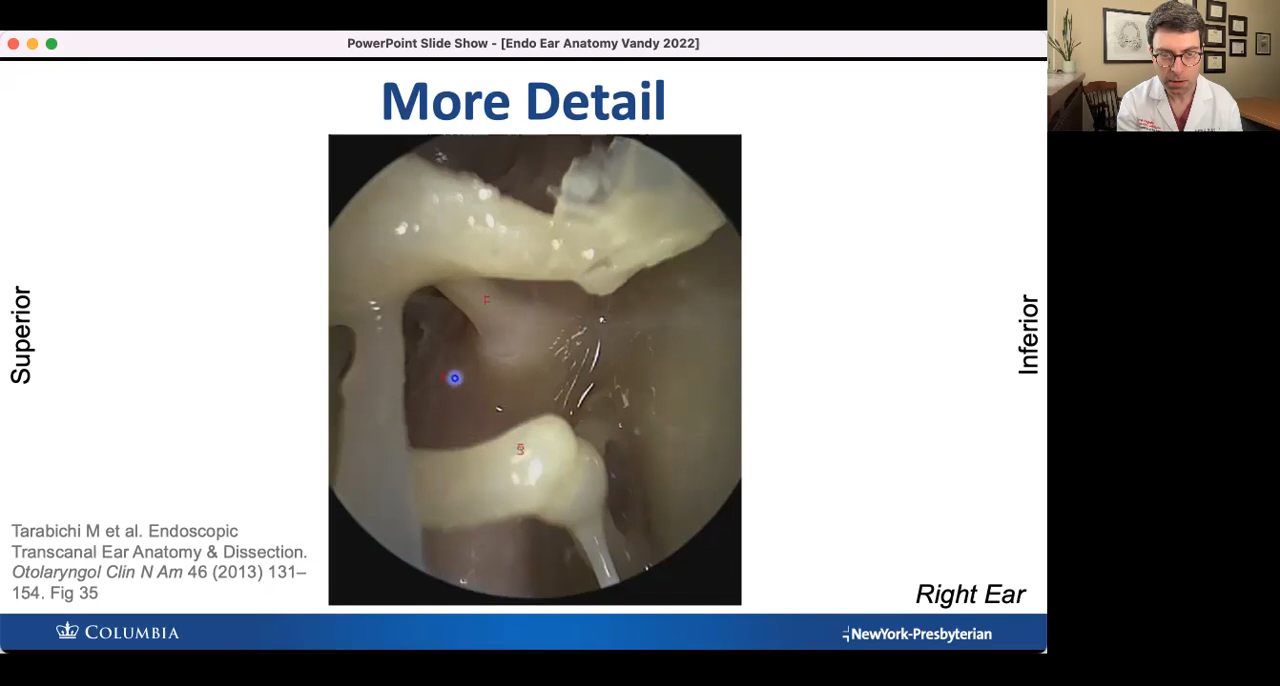 PowerPoint Slide Show - [Endo Ear Anatomy Vandy 2022]
More Detail
Superior
Inferior
Tarabichi M et al. Endoscopic
Transcanal Ear Anatomy & Dissection.
Otolaryngol Clin N Am 46 (2013) 131–
154. Fig 35
Right Ear
COLUMBIA
NewYork-Presbyterian